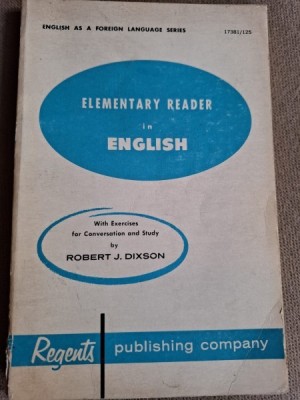 ENGLISH AS A FOREIGN LANGUAGE SERIES 17381/125
ELEMENTARY READER
in
ENGLISH
With Exercises
for Conversation and Study
by
ROBERT J. DIXSON
Regents publishing company